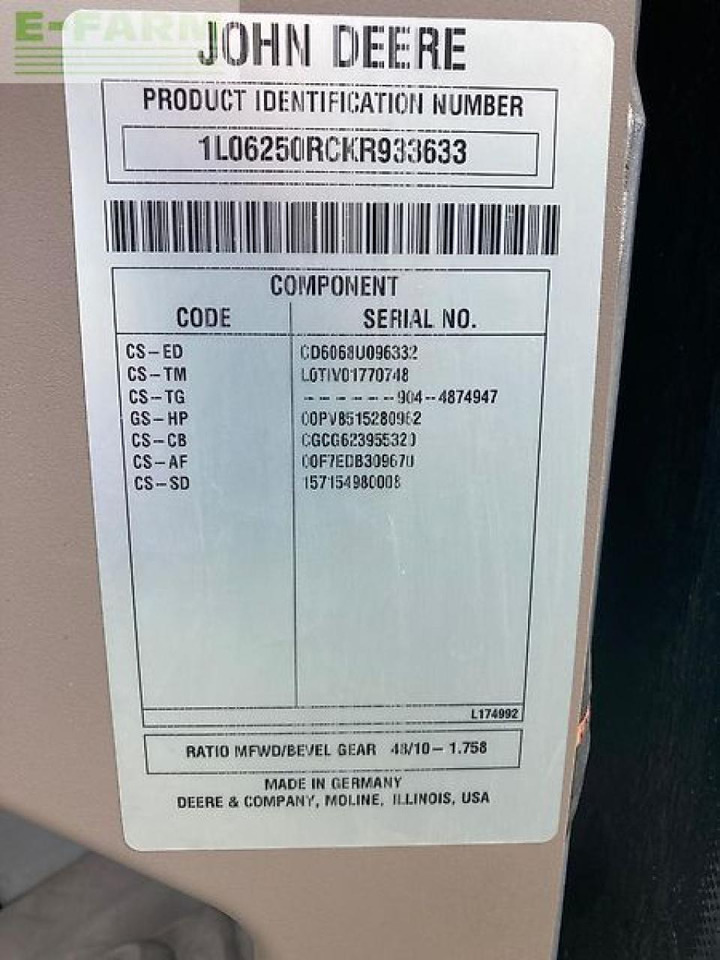 E-FARM
JOHN DEERE
PRODUCT IDENTIFICATION NUMBER
1L06250RCKR933633
COMPONENT
CODE SERIAL NO.
CS-ED CD6068U096332
CS-TM L0TIV01770748
CS-TG ------904--4874947
GS-HP 00PVB515280962
CS-CB CGCG623955320
CS-AF 00F7EDB309670
CS-SD 157154980008
L174992
RATIO MFWD/BEVEL GEAR 48/10-1.758
MADE IN GERMANY
DEERE & COMPANY, MOLINE, ILLINOIS, USA